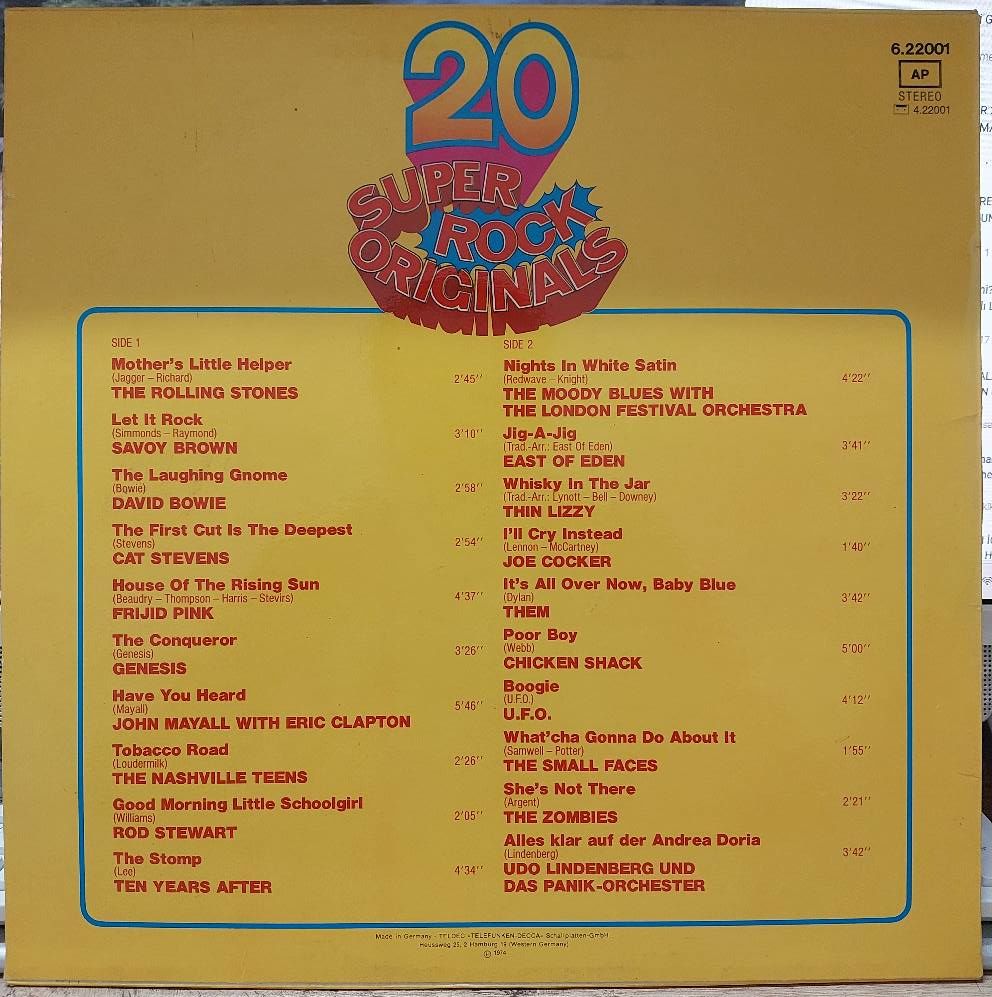 20
SUPER
ROCK
ORIGINALS
6.22001
AP
STEREO
4.22001
SIDE 1
Mother's Little Helper
(Jagger – Richard) 2'45''
THE ROLLING STONES
Let It Rock
(Simmonds – Raymond) 3'10''
SAVOY BROWN
The Laughing Gnome
(Bowie) 2'58''
DAVID BOWIE
The First Cut Is The Deepest
(Stevens) 2'54''
CAT STEVENS
House Of The Rising Sun
(Beaudry – Thompson – Harris – Stevirs) 4'37''
FRIJID PINK
The Conqueror
(Genesis) 3'26''
GENESIS
Have You Heard
(Mayall) 5'46''
JOHN MAYALL WITH ERIC CLAPTON
Tobacco Road
(Loudermilk) 2'26''
THE NASHVILLE TEENS
Good Morning Little Schoolgirl
(Williams) 2'05''
ROD STEWART
The Stomp
(Lee) 4'34''
TEN YEARS AFTER
SIDE 2
Nights In White Satin
(Redwave – Knight) 4'22''
THE MOODY BLUES WITH
THE LONDON FESTIVAL ORCHESTRA
Jig-A-Jig
(Trad.-Arr.: East Of Eden) 3'41''
EAST OF EDEN
Whisky In The Jar
(Trad.-Arr.: Lynott – Bell – Downey) 3'22''
THIN LIZZY
I'll Cry Instead
(Lennon – McCartney) 1'40''
JOE COCKER
It's All Over Now, Baby Blue
(Dylan) 3'42''
THEM
Poor Boy
(Webb) 5'00''
CHICKEN SHACK
Boogie
(U.F.O.) 4'12''
U.F.O.
What'cha Gonna Do About It
(Samwell – Potter) 1'55''
THE SMALL FACES
She's Not There
(Argent) 2'21''
THE ZOMBIES
Alles klar auf der Andrea Doria
(Lindenberg) 3'42''
UDO LINDENBERG UND
DAS PANIK-ORCHESTER
Made in Germany · TELDEC »TELEFUNKEN-DECCA« Schallplatten-GmbH
Heussweg 25, 2 Hamburg 19 (Western Germany)
℗ 1974